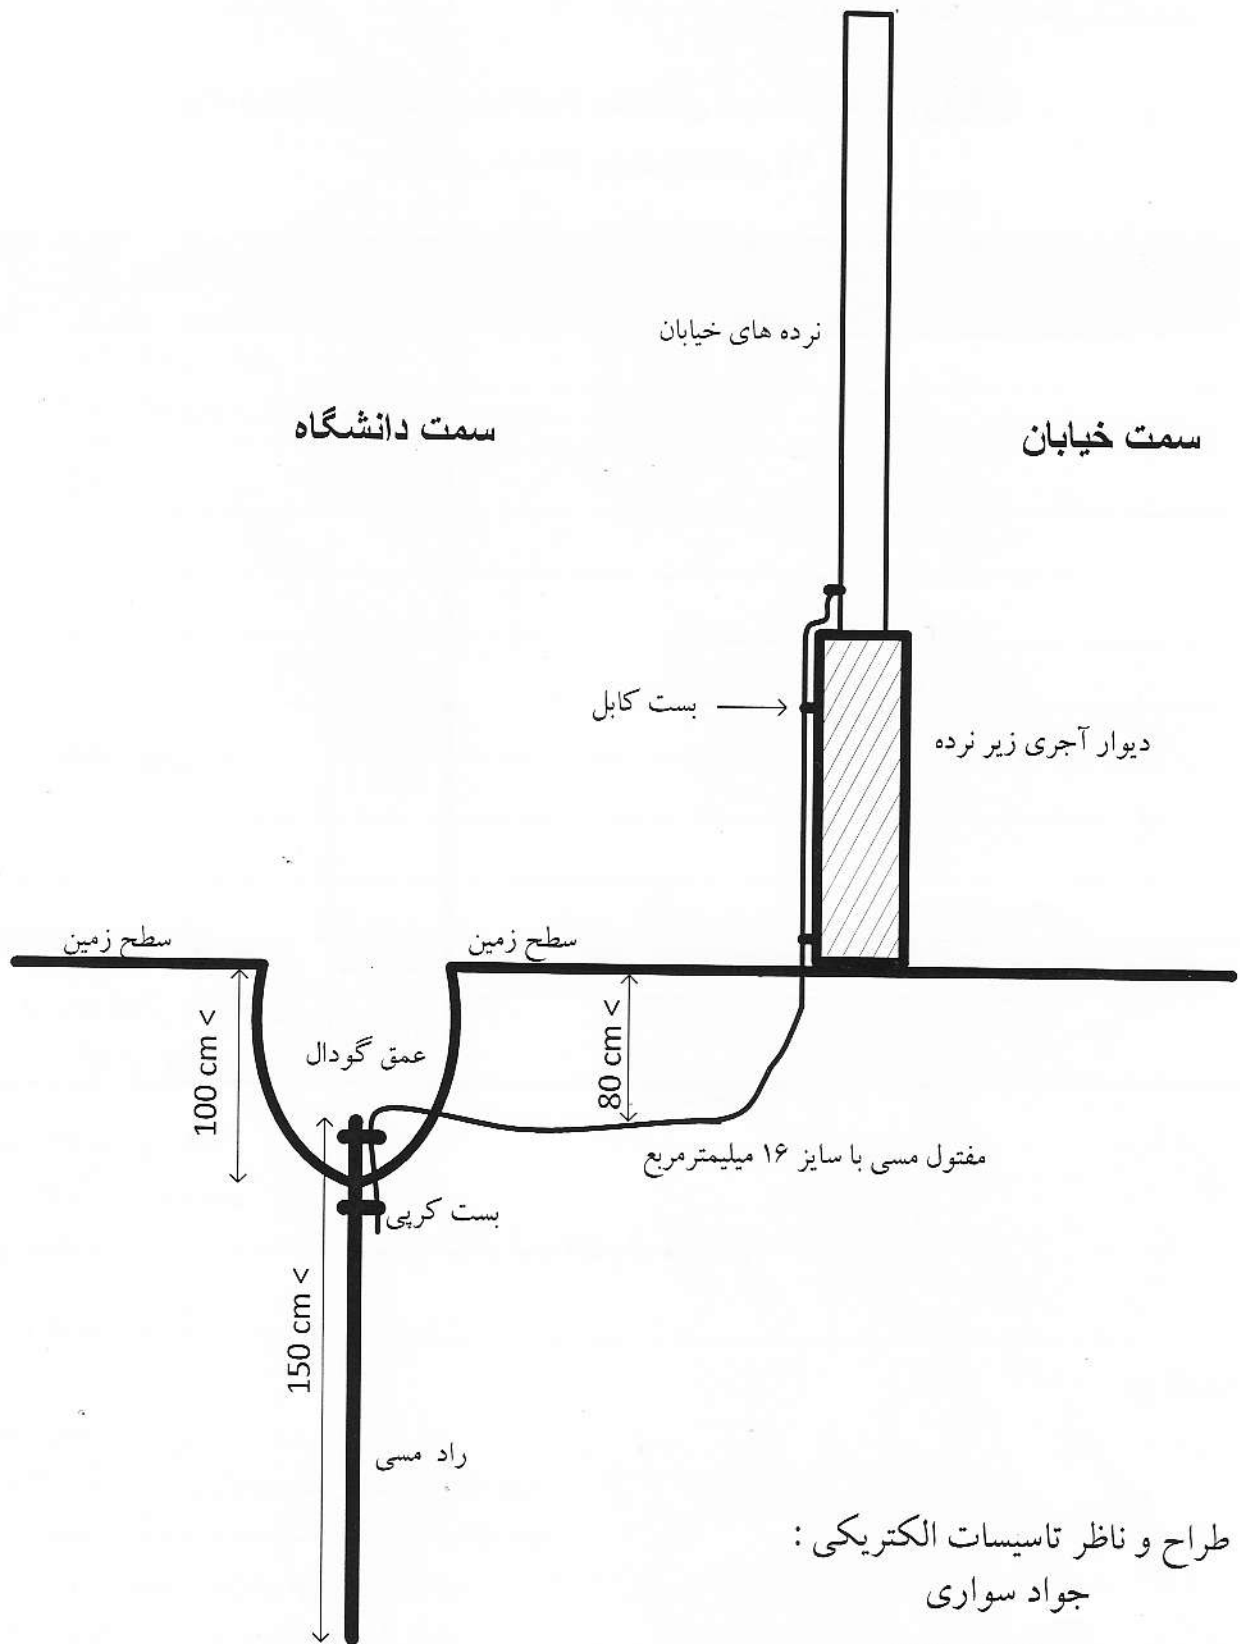 نرده های خیابان
سمت خیابان
سمت دانشگاه
بست کابل
دیوار آجری زیر نرده
سطح زمین
سطح زمین
100 cm <
عمق گودال
80 cm <
مفتول مسی با سایز ۱۶ میلیمترمربع
بست کرپی
150 cm <
راد مسی
طراح و ناظر تاسیسات الکتریکی :
جواد سواری